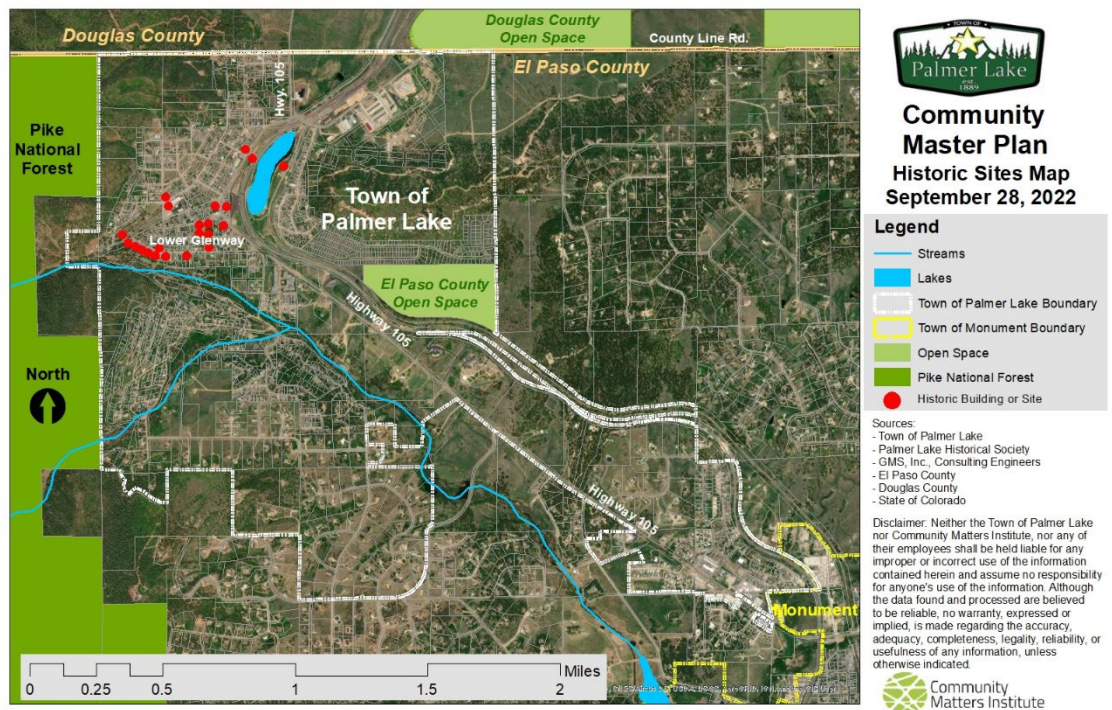 Douglas County
Douglas County
Open Space
County Line Rd.
El Paso County
Hwy. 105
Pike
National
Forest
Town of
Palmer Lake
Lower Glenway
El Paso County
Open Space
Highway 105
North
Highway 105
Monument
0 0.25 0.5 1 1.5 2 Miles
TOWN OF
Palmer Lake
est.
1889
Community
Master Plan
Historic Sites Map
September 28, 2022
Legend
Streams
Lakes
Town of Palmer Lake Boundary
Town of Monument Boundary
Open Space
Pike National Forest
Historic Building or Site
Sources:
- Town of Palmer Lake
- Palmer Lake Historical Society
- GMS, Inc., Consulting Engineers
- El Paso County
- Douglas County
- State of Colorado
Disclaimer: Neither the Town of Palmer Lake
nor Community Matters Institute, nor any of
their employees shall be held liable for any
improper or incorrect use of the information
contained herein and assume no responsibility
for anyone's use of the information. Although
the data found and processed are believed
to be reliable, no warranty, expressed or
implied, is made regarding the accuracy,
adequacy, completeness, legality, reliability, or
usefulness of any information, unless
otherwise indicated.
Community
Matters Institute